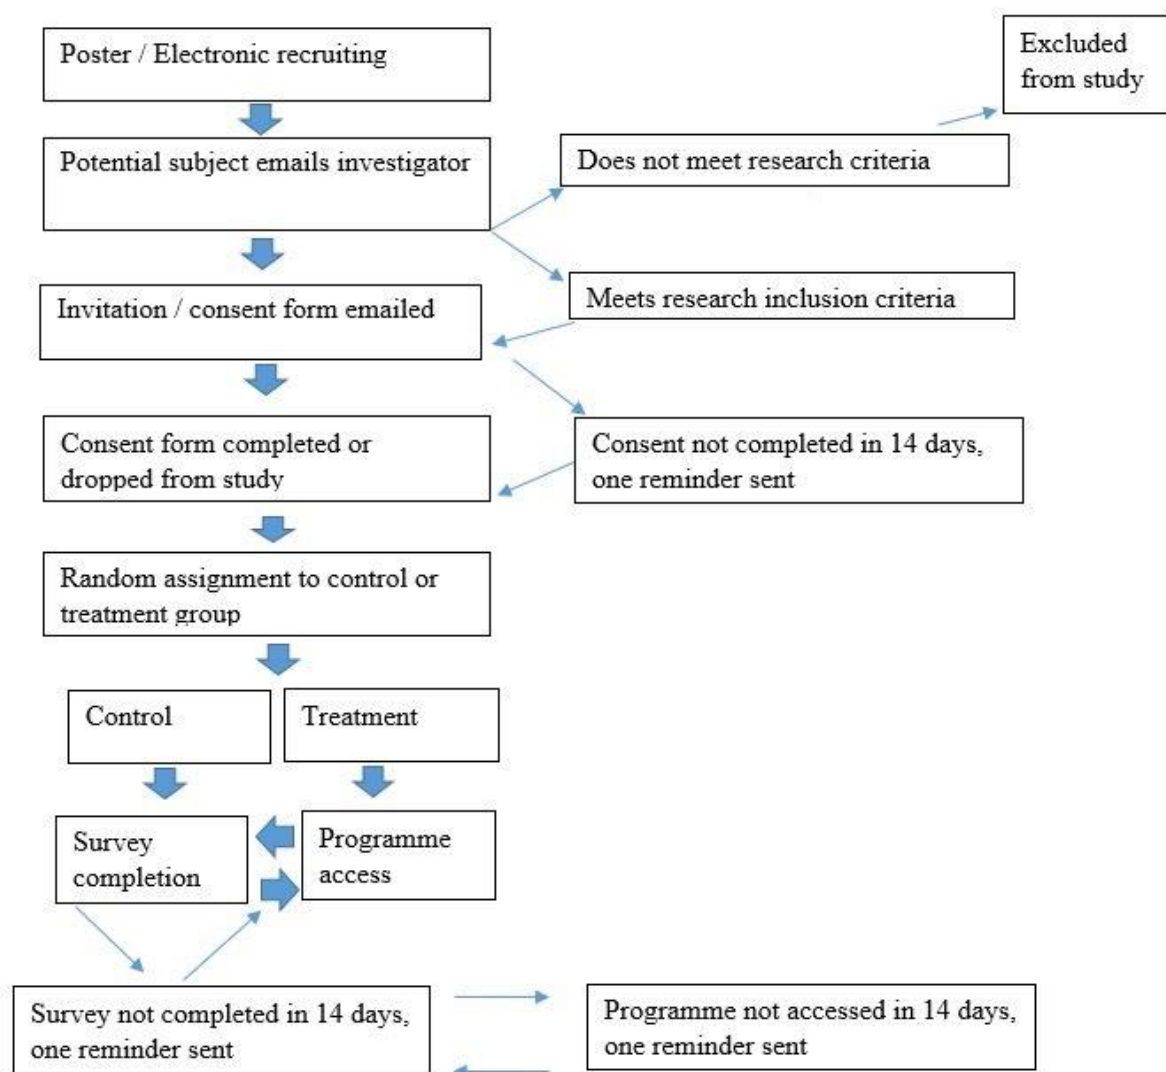 Poster / Electronic recruiting
Excluded
from study
Potential subject emails investigator
Does not meet research criteria
Meets research inclusion criteria
Invitation / consent form emailed
Consent form completed or
dropped from study
Consent not completed in 14 days,
one reminder sent
Random assignment to control or
treatment group
Control
Treatment
Survey
completion
Programme
access
Survey not completed in 14 days,
one reminder sent
Programme not accessed in 14 days,
one reminder sent